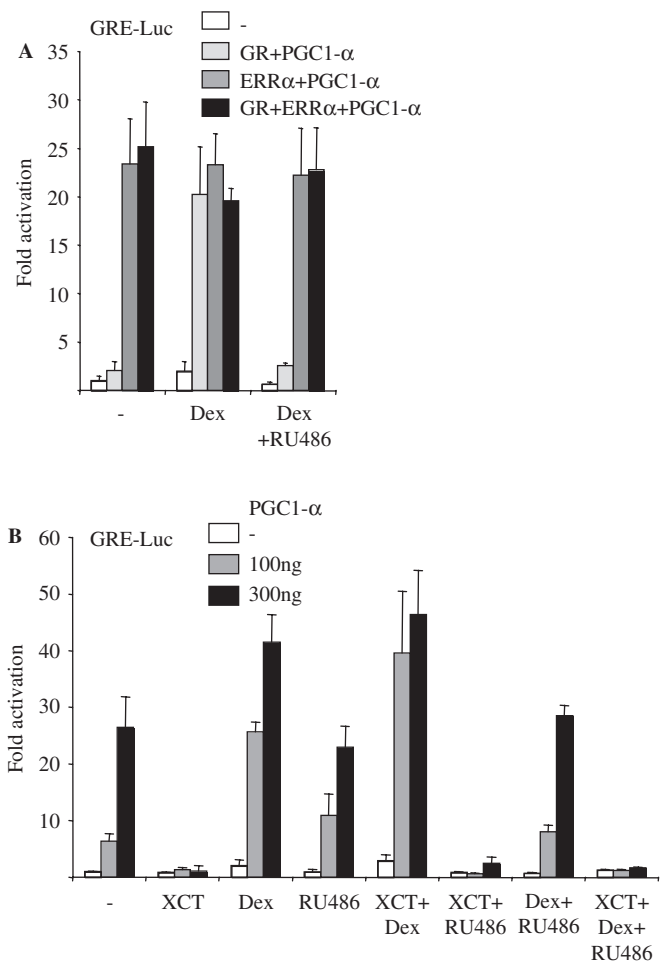 GRE-Luc
-
A
GR+PGC1-α
35
ERRα+PGC1-α
30
GR+ERRα+PGC1-α
25
20
15
10
5
Fold activation
- Dex Dex
+RU486
PGC1-α
B GRE-Luc
-
60
100ng
50
300ng
40
30
20
10
Fold activation
- XCT Dex RU486 XCT+ XCT+ Dex+ XCT+
Dex RU486 RU486 Dex+
RU486